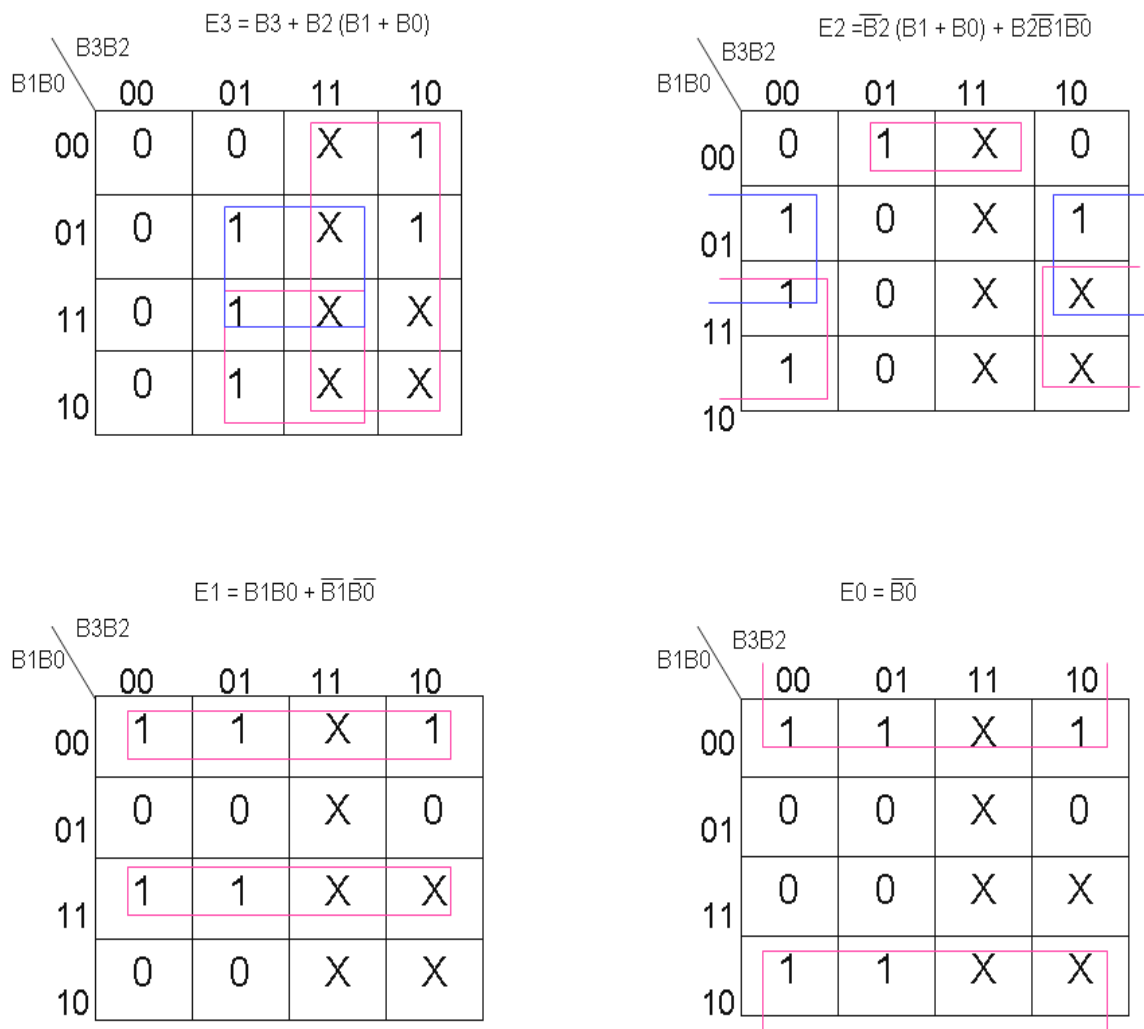 E3 = B3 + B2 (B1 + B0)
B3B2
B1B0
00 01 11 10
00 0 0 X 1
01 0 1 X 1
11 0 1 X X
10 0 1 X X
E2 = B̅2 (B1 + B0) + B2B̅1̅B̅0̅
B3B2
B1B0
00 01 11 10
00 0 1 X 0
01 1 0 X 1
11 1 0 X X
10 1 0 X X
E1 = B1B0 + B̅1̅B̅0̅
B3B2
B1B0
00 01 11 10
00 1 1 X 1
01 0 0 X 0
11 1 1 X X
10 0 0 X X
E0 = B̅0̅
B3B2
B1B0
00 01 11 10
00 1 1 X 1
01 0 0 X 0
11 0 0 X X
10 1 1 X X